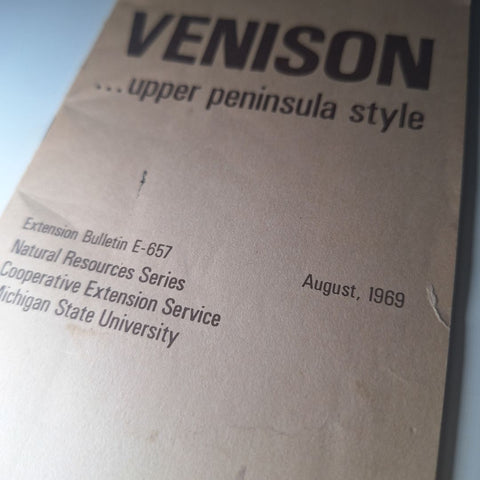 VENISON
...upper peninsula style
Extension Bulletin E-657
Natural Resources Series
Cooperative Extension Service
Michigan State University
August, 1969